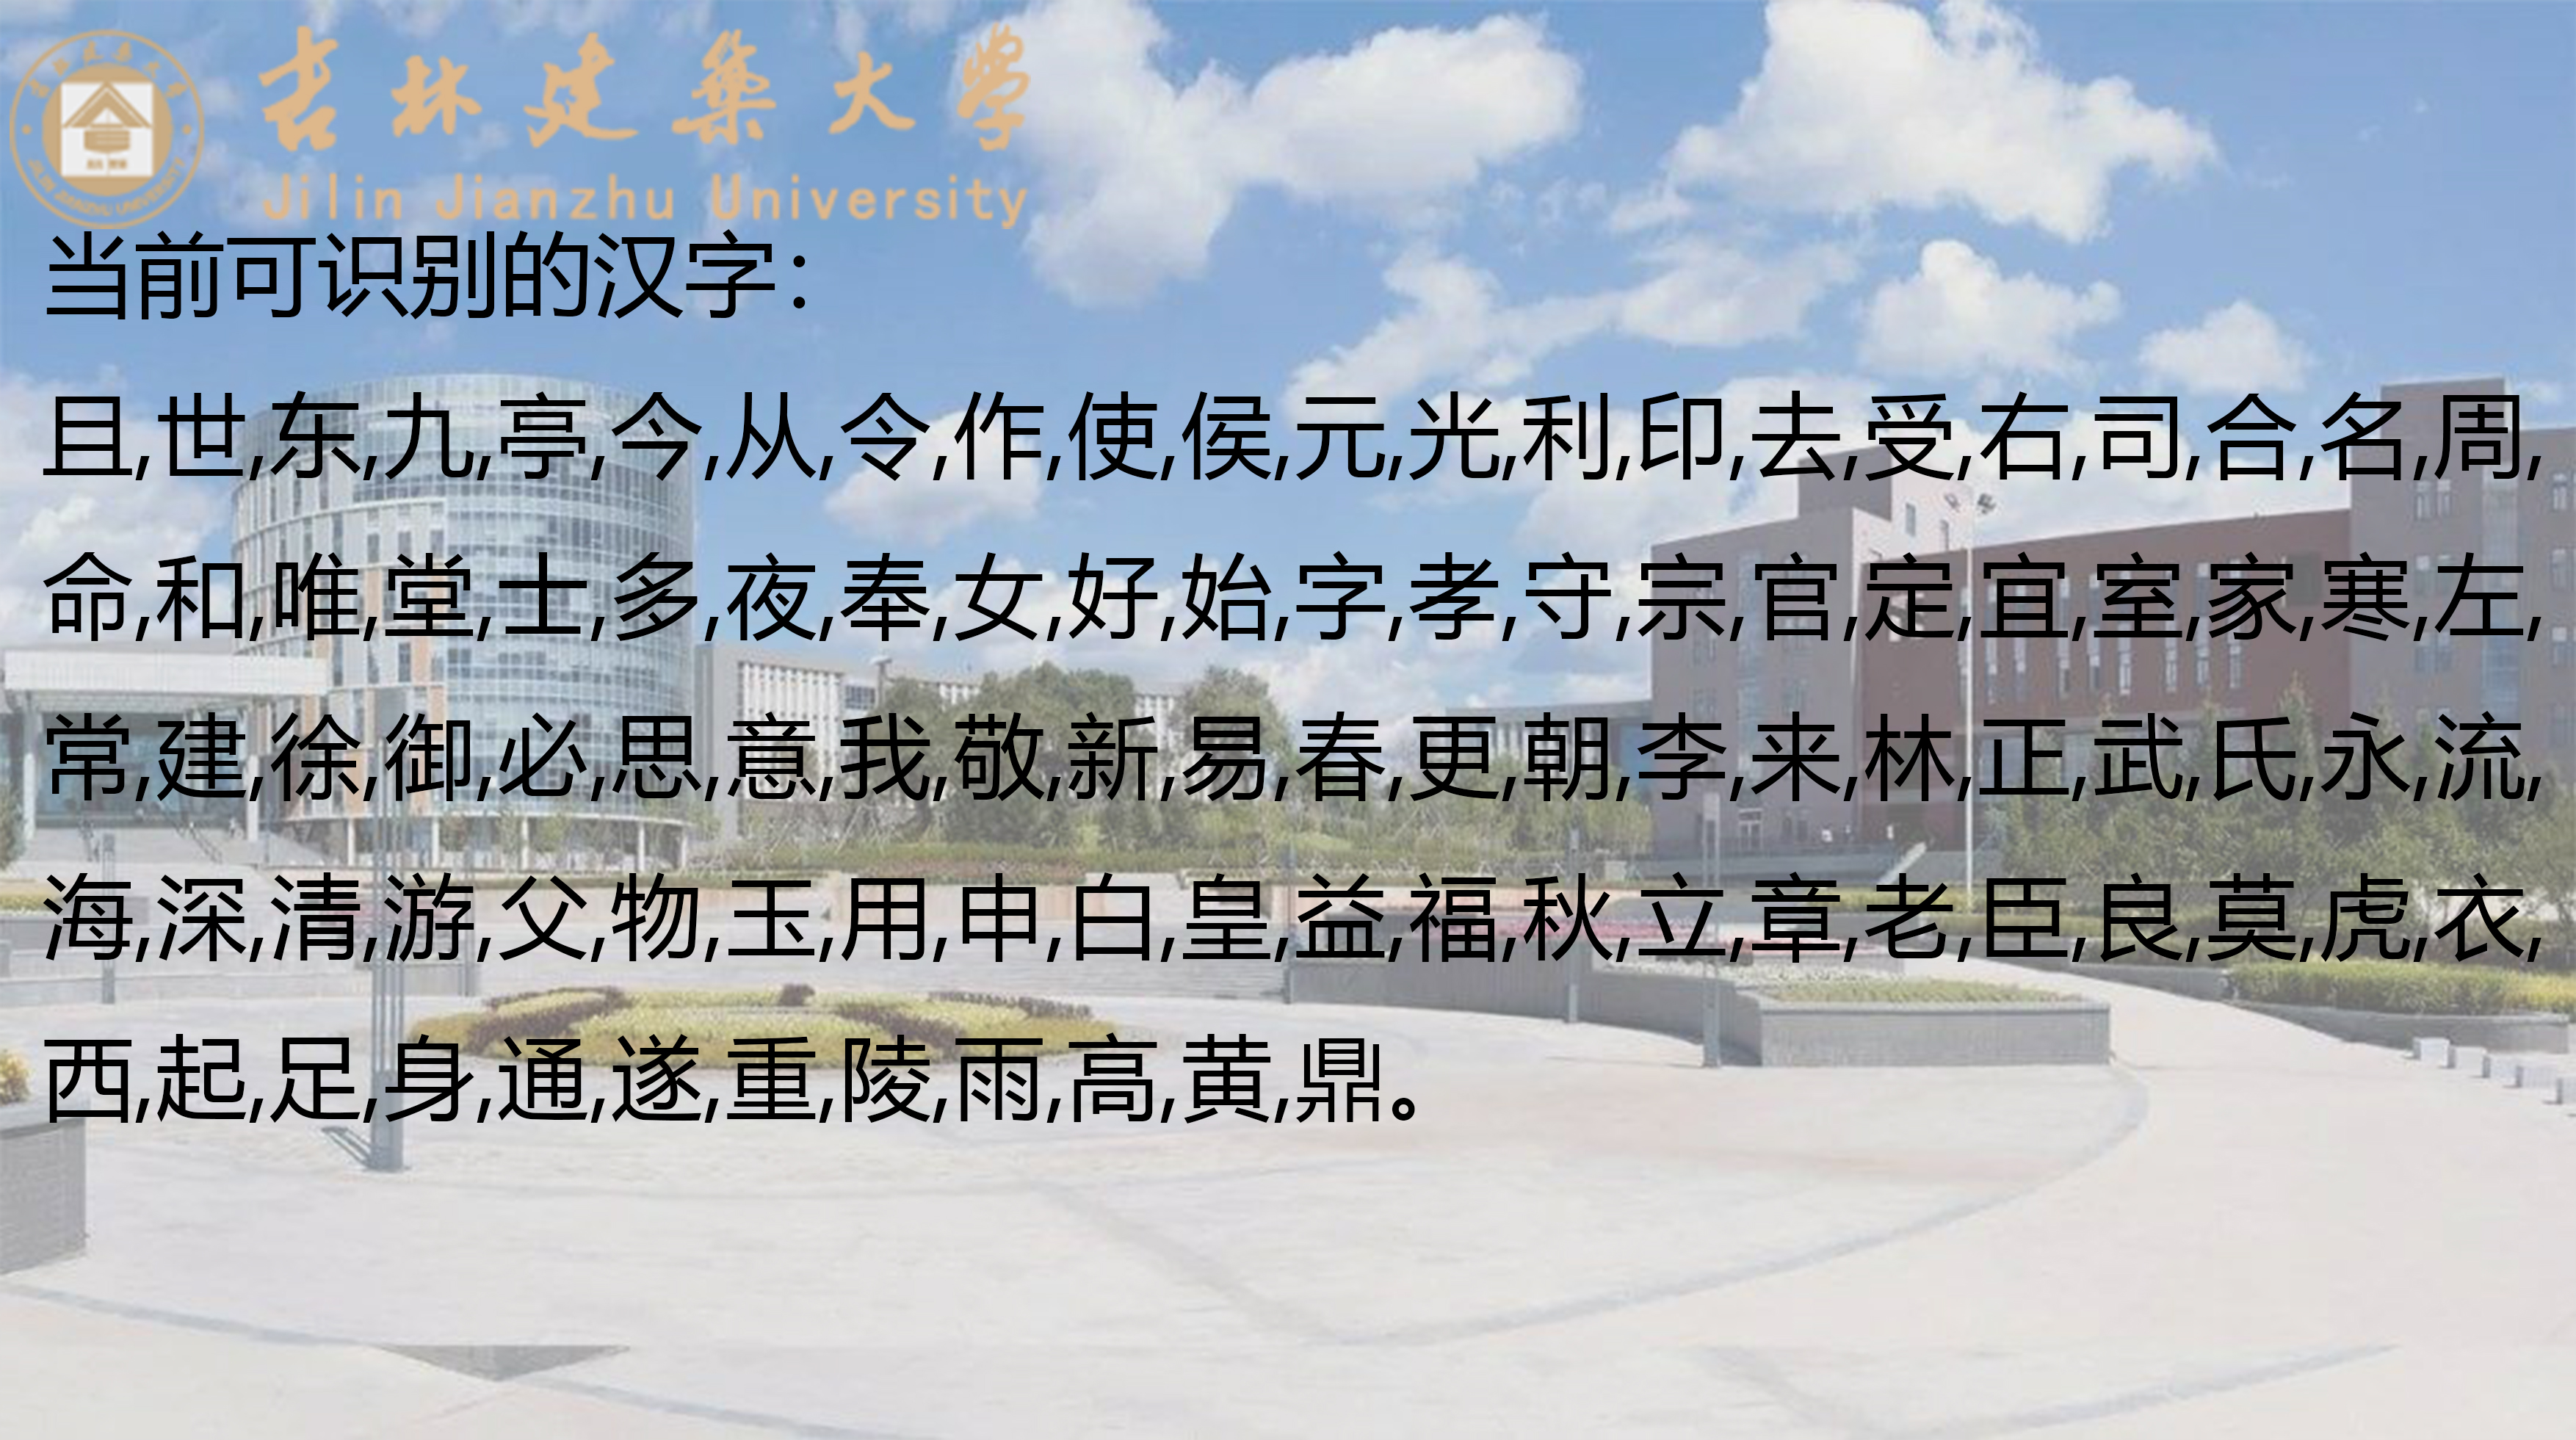 吉林建築大学
Jilin Jianzhu University
JILIN JIANZHU UNIVERSITY
当前可识别的汉字：
且,世,东,九,亭,今,从,令,作,使,侯,元,光,利,印,去,受,右,司,合,名,周,
命,和,唯,堂,士,多,夜,奉,女,好,始,字,孝,守,宗,官,定,宜,室,家,寒,左,
常,建,徐,御,必,思,意,我,敬,新,易,春,更,朝,李,来,林,正,武,氏,永,流,
海,深,清,游,父,物,玉,用,申,白,皇,益,福,秋,立,章,老,臣,良,莫,虎,衣,
西,起,足,身,通,遂,重,陵,雨,高,黄,鼎。